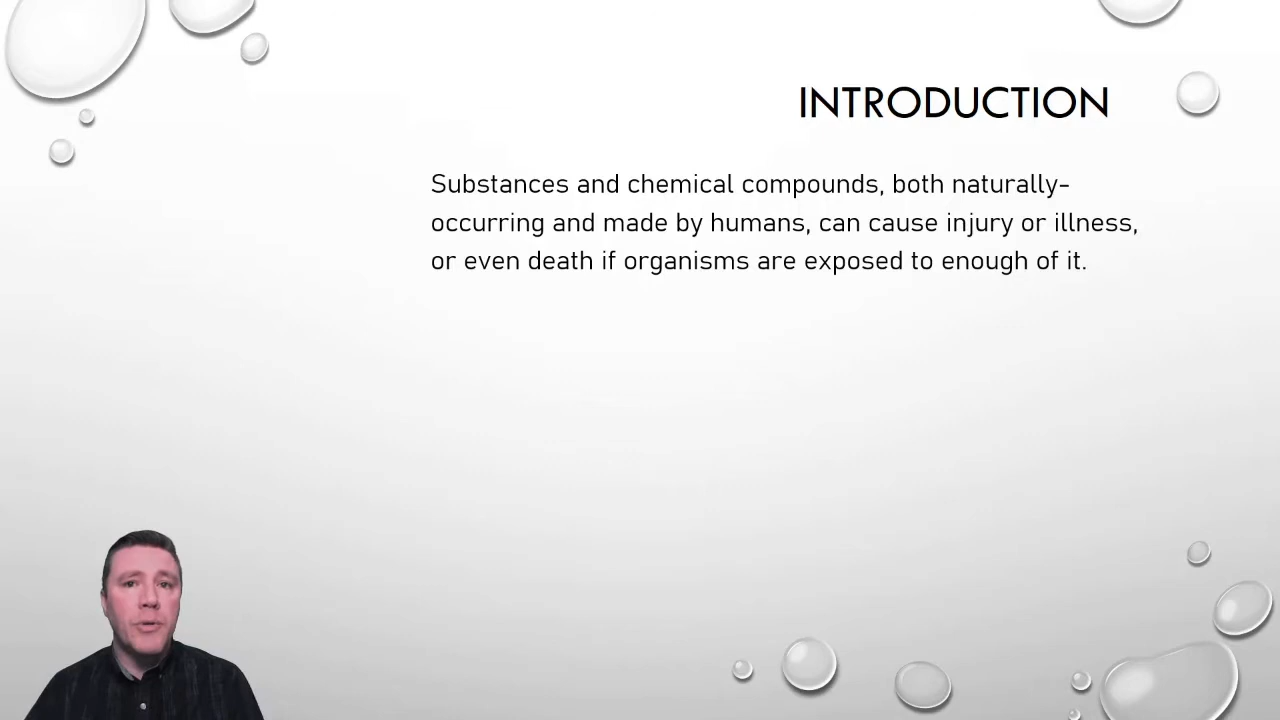 INTRODUCTION
Substances and chemical compounds, both naturally-
occurring and made by humans, can cause injury or illness,
or even death if organisms are exposed to enough of it.